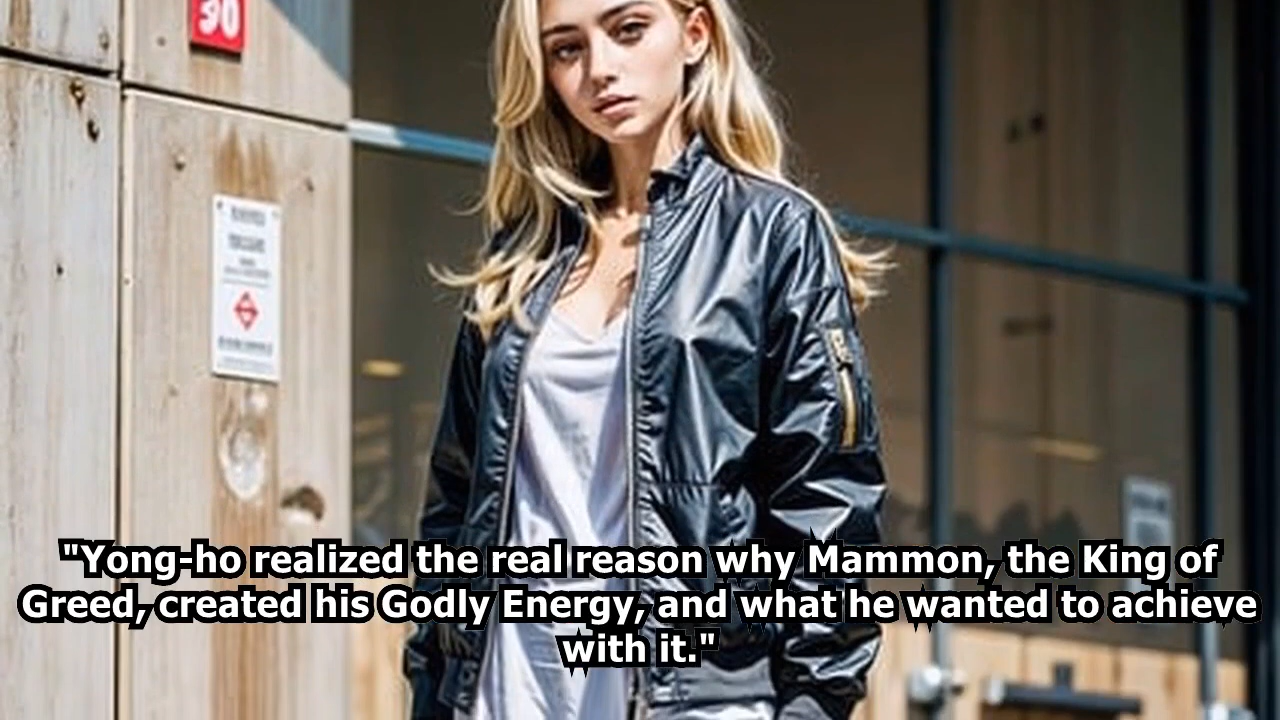 30
"Yong-ho realized the real reason why Mammon, the King of
Greed, created his Godly Energy, and what he wanted to achieve
with it."